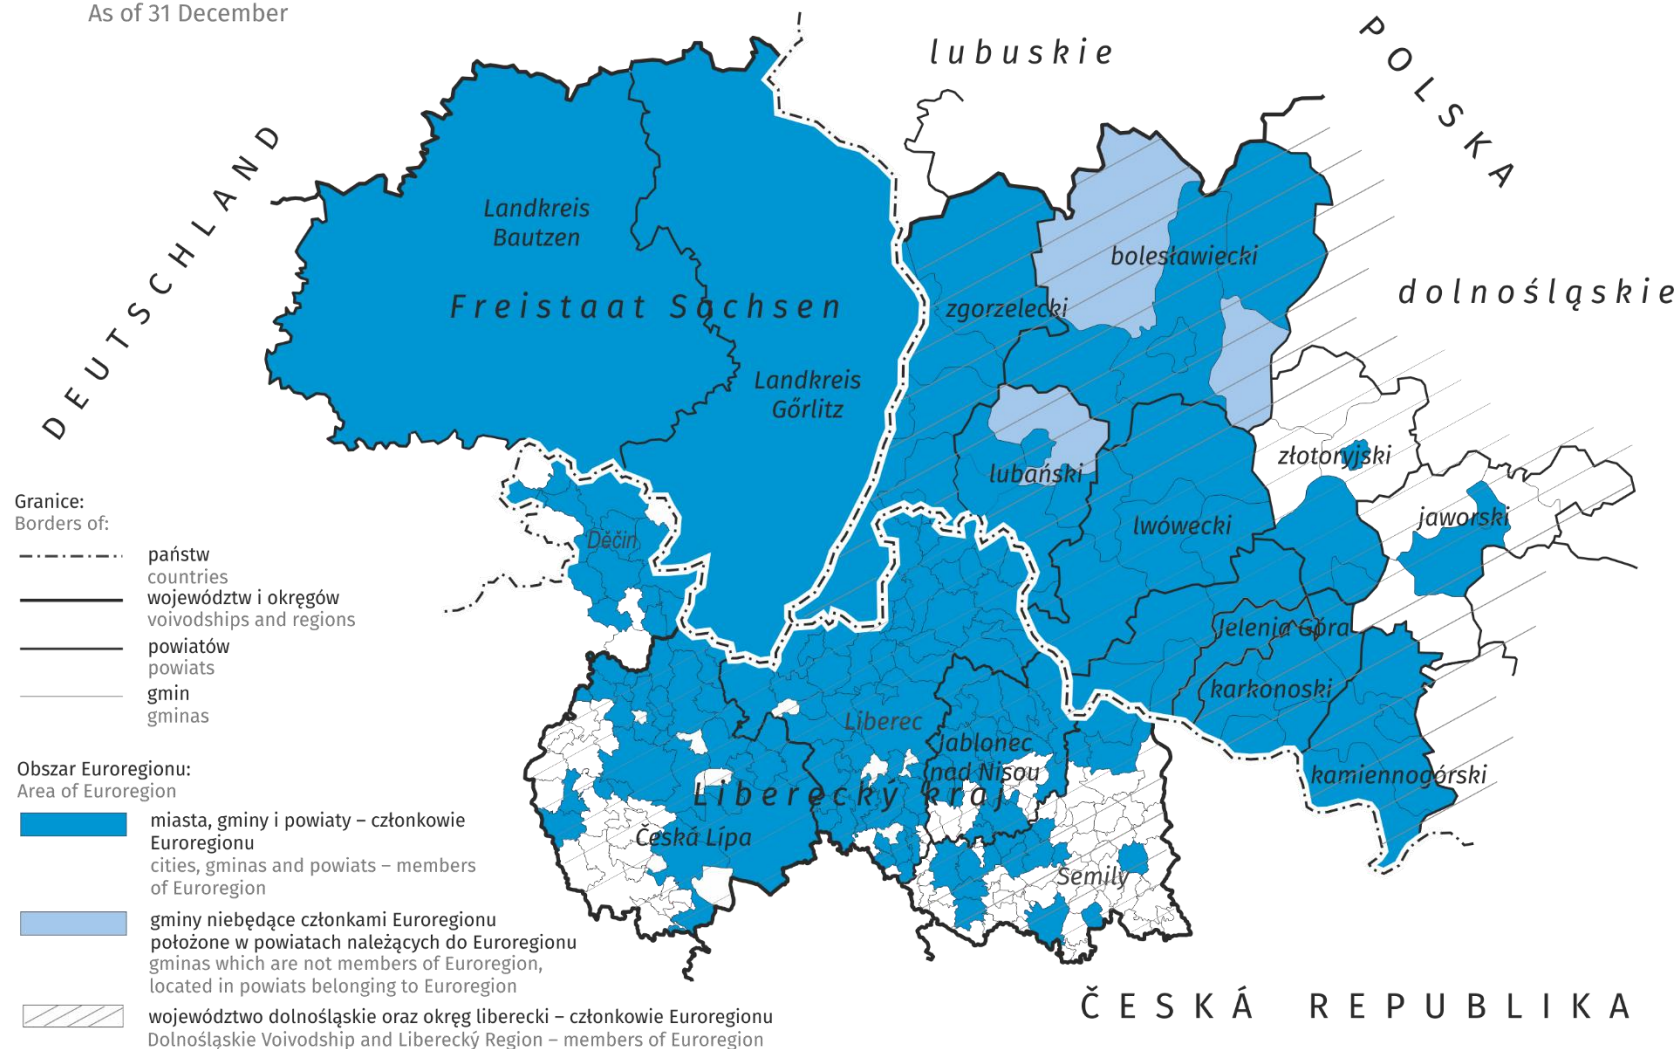 As of 31 December
lubuskie
POLSKA
DEUTSCHLAND
Landkreis
Bautzen
bolesławiecki
dolnośląskie
Freistaat Sachsen
zgorzelecki
Landkreis
Gőrlitz
złotoryjski
lubański
jaworski
lwówecki
Děčín
Jelenia Góra
karkonoski
Liberec
Jablonec
nad Nisou
kamiennogórski
Liberecký kraj
Česká Lípa
Semily
ČESKÁ REPUBLIKA
Granice:
Borders of:
państw
countries
województw i okręgów
voivodships and regions
powiatów
powiats
gmin
gminas
Obszar Euroregionu:
Area of Euroregion
miasta, gminy i powiaty – członkowie
Euroregionu
cities, gminas and powiats – members
of Euroregion
gminy niebędące członkami Euroregionu
położone w powiatach należących do Euroregionu
gminas which are not members of Euroregion,
located in powiats belonging to Euroregion
województwo dolnośląskie oraz okręg liberecki – członkowie Euroregionu
Dolnośląskie Voivodship and Liberecký Region – members of Euroregion